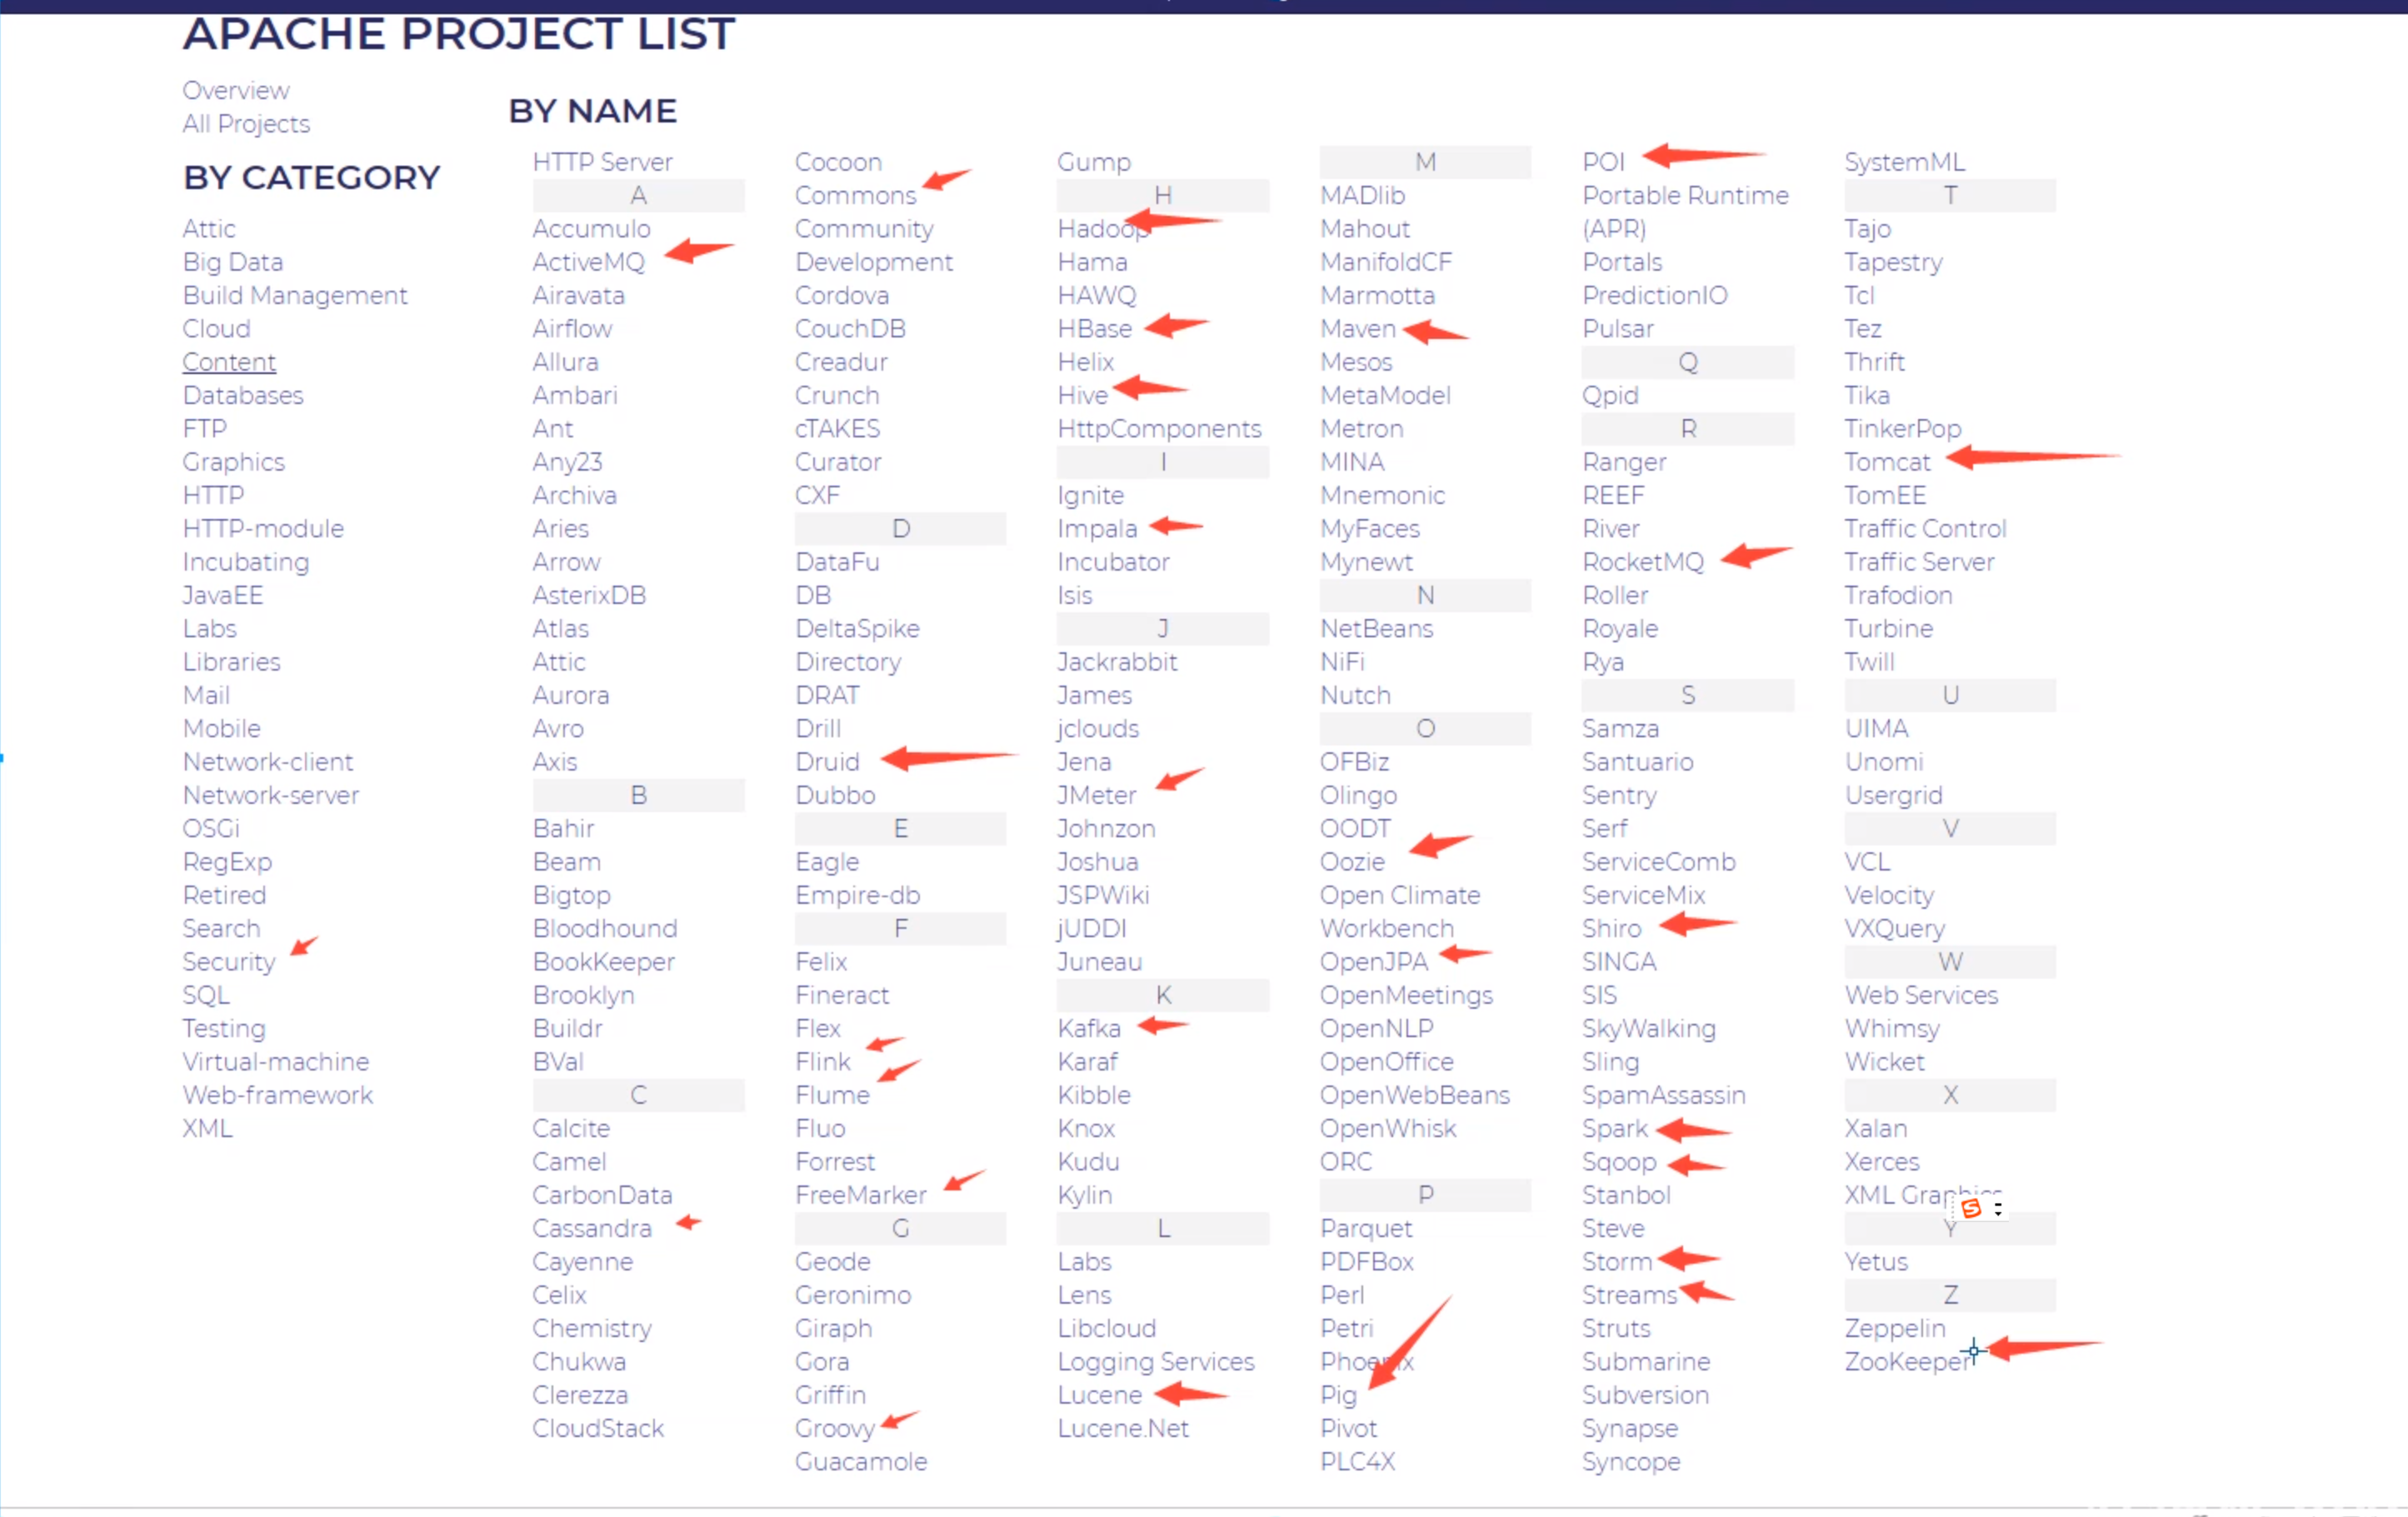 APACHE PROJECT LIST
Overview
All Projects
BY CATEGORY
Attic
Big Data
Build Management
Cloud
Content
Databases
FTP
Graphics
HTTP
HTTP-module
Incubating
JavaEE
Labs
Libraries
Mail
Mobile
Network-client
Network-server
OSGi
RegExp
Retired
Search
Security
SQL
Testing
Virtual-machine
Web-framework
XML
BY NAME
HTTP Server
A
Accumulo
ActiveMQ
Airavata
Airflow
Allura
Ambari
Ant
Any23
Archiva
Aries
Arrow
AsterixDB
Atlas
Attic
Aurora
Avro
Axis
B
Bahir
Beam
Bigtop
Bloodhound
BookKeeper
Brooklyn
Buildr
BVal
C
Calcite
Camel
CarbonData
Cassandra
Cayenne
Celix
Chemistry
Chukwa
Clerezza
CloudStack
Cocoon
Commons
Community
Development
Cordova
CouchDB
Creadur
Crunch
cTAKES
Curator
CXF
D
DataFu
DB
DeltaSpike
Directory
DRAT
Drill
Druid
Dubbo
E
Eagle
Empire-db
F
Felix
Fineract
Flex
Flink
Flume
Fluo
Forrest
FreeMarker
G
Geode
Geronimo
Giraph
Gora
Griffin
Groovy
Guacamole
Gump
H
Hadoop
Hama
HAWQ
HBase
Helix
Hive
HttpComponents
I
Ignite
Impala
Incubator
Isis
J
Jackrabbit
James
jclouds
Jena
JMeter
Johnzon
Joshua
JSPWiki
jUDDI
Juneau
K
Kafka
Karaf
Kibble
Knox
Kudu
Kylin
L
Labs
Lens
Libcloud
Logging Services
Lucene
Lucene.Net
M
MADlib
Mahout
ManifoldCF
Marmotta
Maven
Mesos
MetaModel
Metron
MINA
Mnemonic
MyFaces
Mynewt
N
NetBeans
NiFi
Nutch
O
OFBiz
Olingo
OODT
Oozie
Open Climate
Workbench
OpenJPA
OpenMeetings
OpenNLP
OpenOffice
OpenWebBeans
OpenWhisk
ORC
P
Parquet
PDFBox
Perl
Petri
Phoenix
Pig
Pivot
PLC4X
POI
Portable Runtime
(APR)
Portals
PredictionIO
Pulsar
Q
Qpid
R
Ranger
REEF
River
RocketMQ
Roller
Royale
Rya
S
Samza
Santuario
Sentry
Serf
ServiceComb
ServiceMix
Shiro
SINGA
SIS
SkyWalking
Sling
SpamAssassin
Spark
Sqoop
Stanbol
Steve
Storm
Streams
Struts
Submarine
Subversion
Synapse
Syncope
SystemML
T
Tajo
Tapestry
Tcl
Tez
Thrift
Tika
TinkerPop
Tomcat
TomEE
Traffic Control
Traffic Server
Trafodion
Turbine
Twill
U
UIMA
Unomi
Usergrid
V
VCL
Velocity
VXQuery
W
Web Services
Whimsy
Wicket
X
Xalan
Xerces
XML Graphics
Y
Yetus
Z
Zeppelin
ZooKeeper